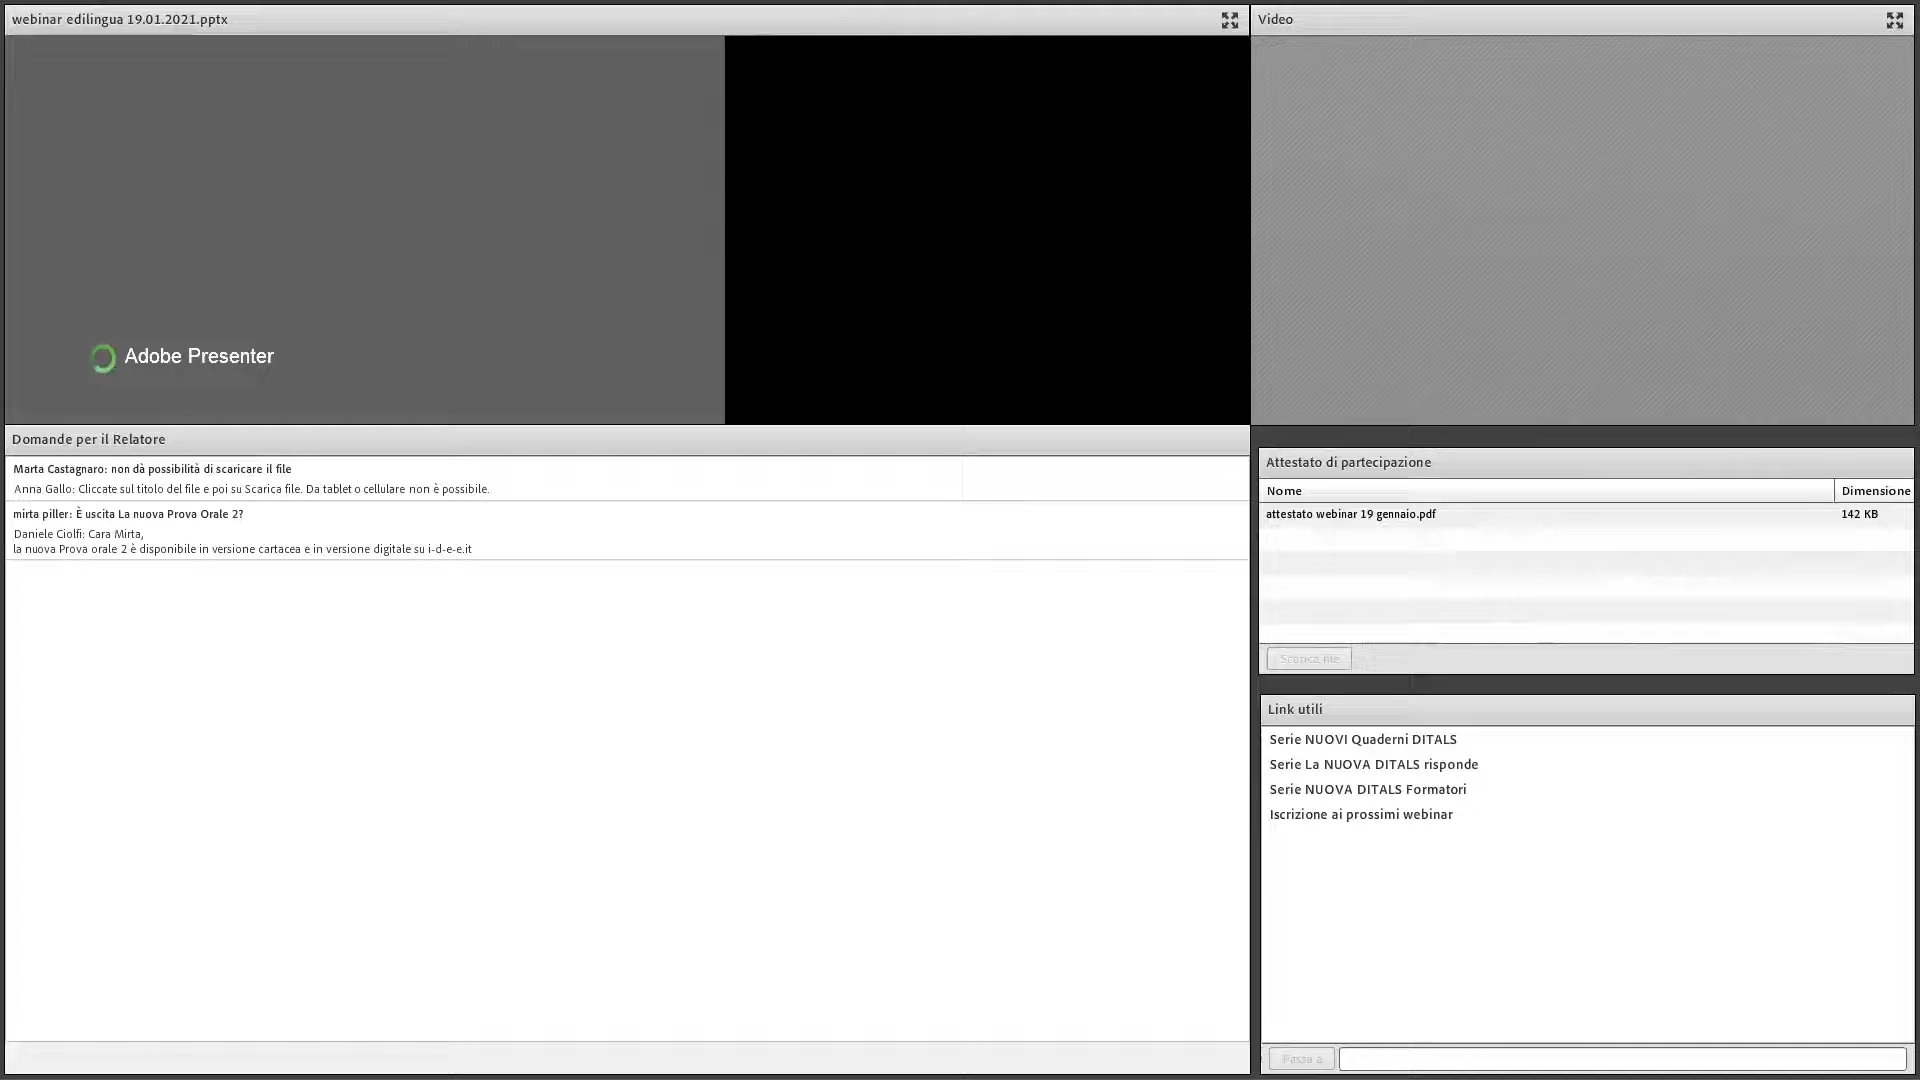 webinar edilingua 19.01.2021.pptx
Video
Adobe Presenter
Domande per il Relatore
Marta Castagnaro: non dà possibilità di scaricare il file
Anna Gallo: Cliccate sul titolo del file e poi su Scarica file. Da tablet o cellulare non è possibile.
mirta piller: È uscita La nuova Prova Orale 2?
Daniele Ciolfi: Cara Mirta,
la nuova Prova orale 2 è disponibile in versione cartacea e in versione digitale su i-d-e-e.it
Attestato di partecipazione
Nome Dimensione
attestato webinar 19 gennaio.pdf 142 KB
Scarica file
Link utili
Serie NUOVI Quaderni DITALS
Serie La NUOVA DITALS risponde
Serie NUOVA DITALS Formatori
Iscrizione ai prossimi webinar
Passa a